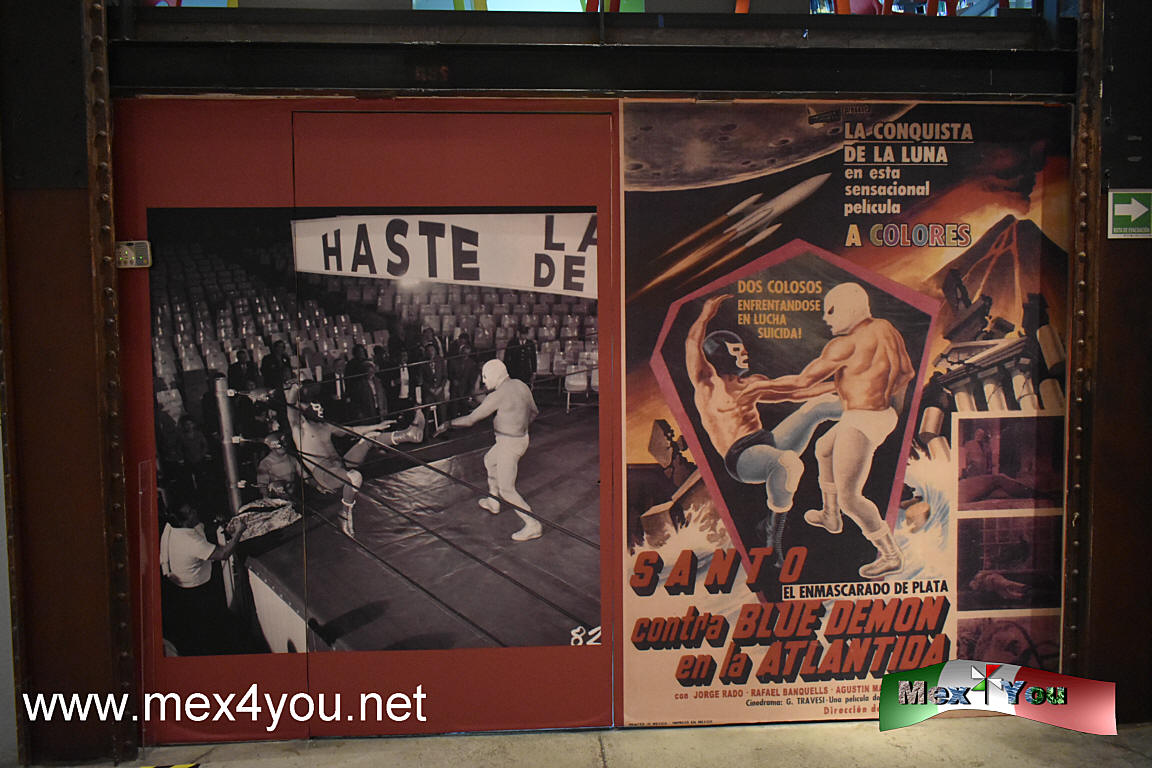 HASTE LA
DE
82
LA CONQUISTA
DE LA LUNA
en esta
sensacional
película
A COLORES
DOS COLOSOS
ENFRENTANDOSE
EN LUCHA
SUICIDA!
SANTO
EL ENMASCARADO DE PLATA
contra BLUE DEMON
en la ATLANTIDA
con JORGE RADO · RAFAEL BANQUELLS · AGUSTIN
Cinedrama: G. TRAVESI · Una película
Dirección
RUTA DE EVACUACIÓN
www.mex4you.net
Mex4You